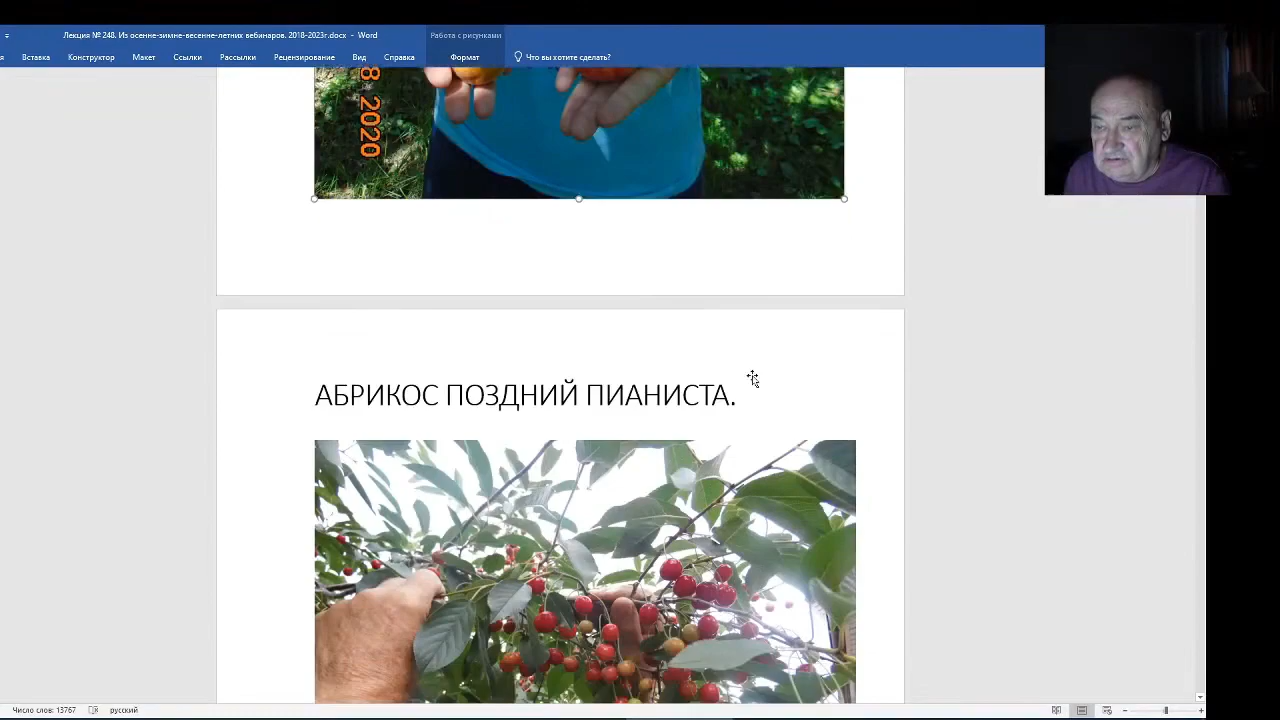 Лекция № 248. Из осенне-зимне-весенне-летних вебинаров. 2018-2023г.docx - Word
Работа с рисунками
я Вставка Конструктор Макет Ссылки Рассылки Рецензирование Вид Справка Формат Что вы хотите сделать?
8 2020
АБРИКОС ПОЗДНИЙ ПИАНИСТА.
Число слов: 13767 русский